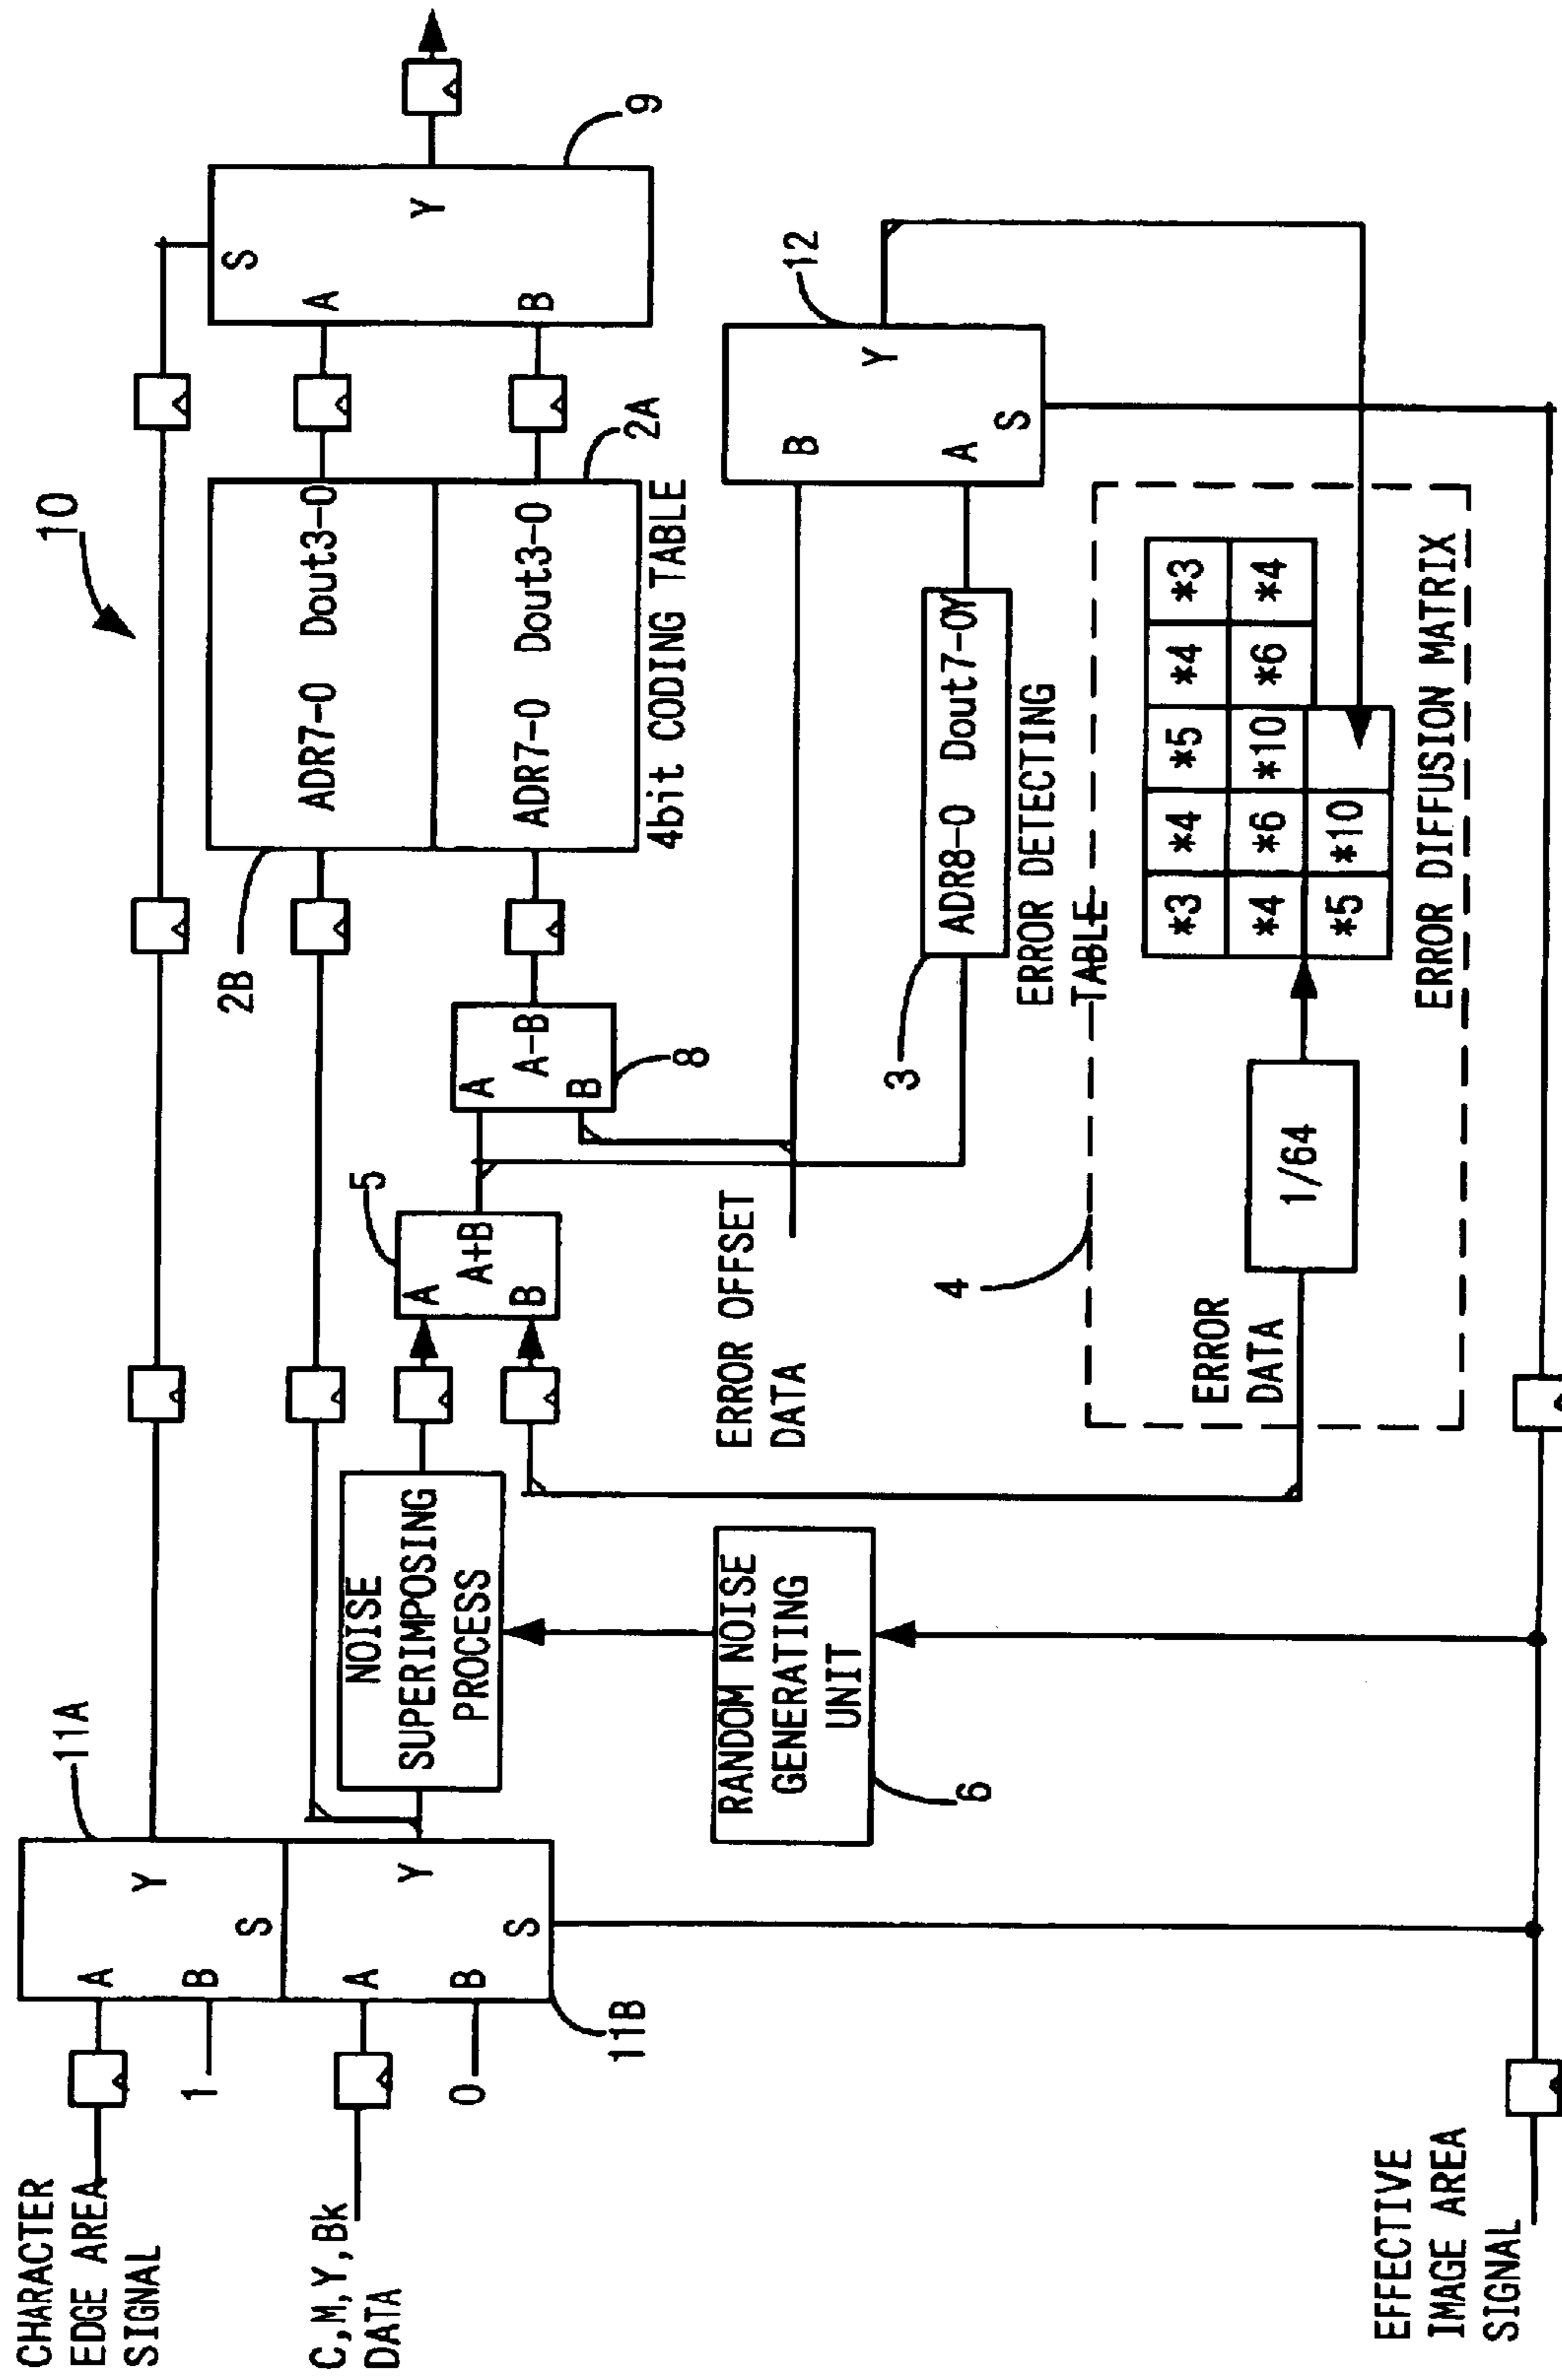 10
CHARACTER
EDGE AREA
SIGNAL
1
C,M,Y,Bk
DATA
0
11A
A
Y
B
S
A
Y
B
S
11B
NOISE
SUPERIMPOSING
PROCESS
RANDOM NOISE
GENERATING
UNIT
6
5
A
A+B
B
8
A
A-B
B
2B
ADR7-0 Dout3-0
ADR7-0 Dout3-0
2A
4bit CODING TABLE
S
A
Y
B
9
ERROR OFFSET
DATA
3
ADR8-0 Dout7-0Y
ERROR DETECTING
TABLE
12
B
Y
A
S
4
ERROR
DATA
1/64
*3 *4 *5 *4 *3
*4 *6 *10 *6 *4
*5 *10
ERROR DIFFUSION MATRIX
EFFECTIVE
IMAGE AREA
SIGNAL